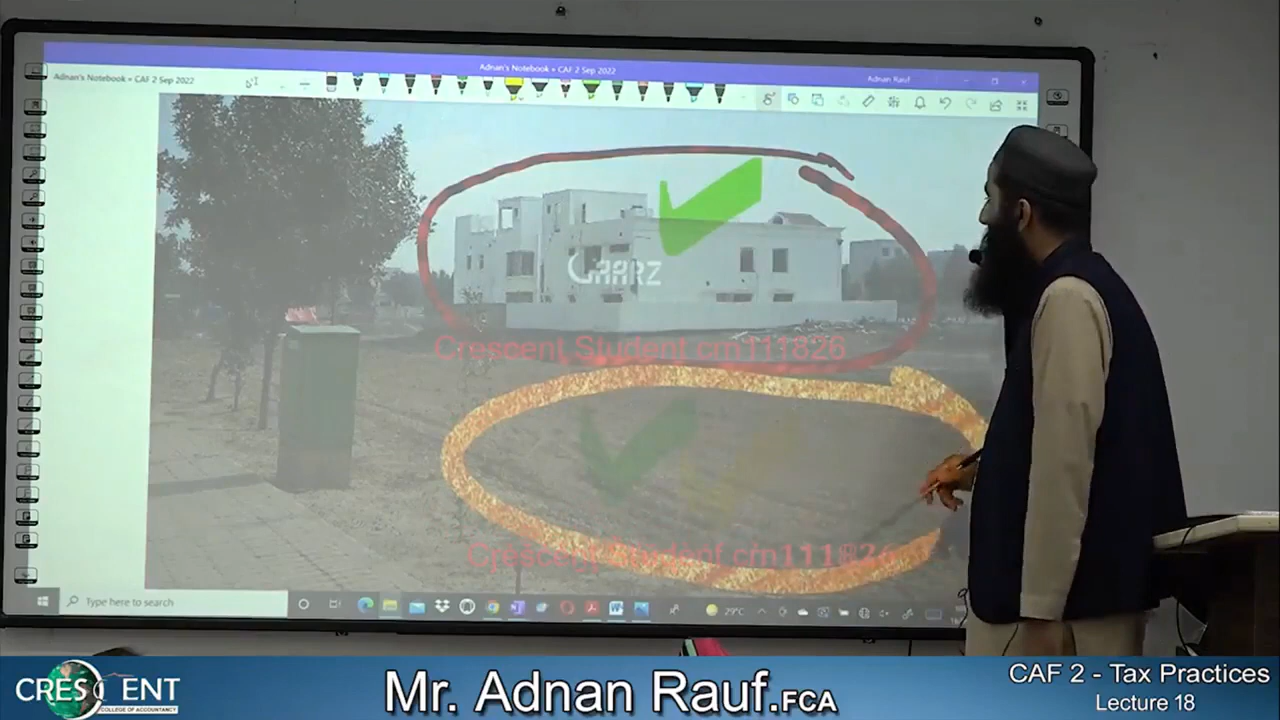 Adnan's Notebook » CAF 2 Sep 2022
Adnan's Notebook » CAF 2 Sep 2022
Adnan Rauf
Crescent Student crn111826
Crescent Student crn111826
Type here to search
29°C
CRESCENT
COLLEGE OF ACCOUNTANCY
Mr. Adnan Rauf.FCA
CAF 2 - Tax Practices
Lecture 18